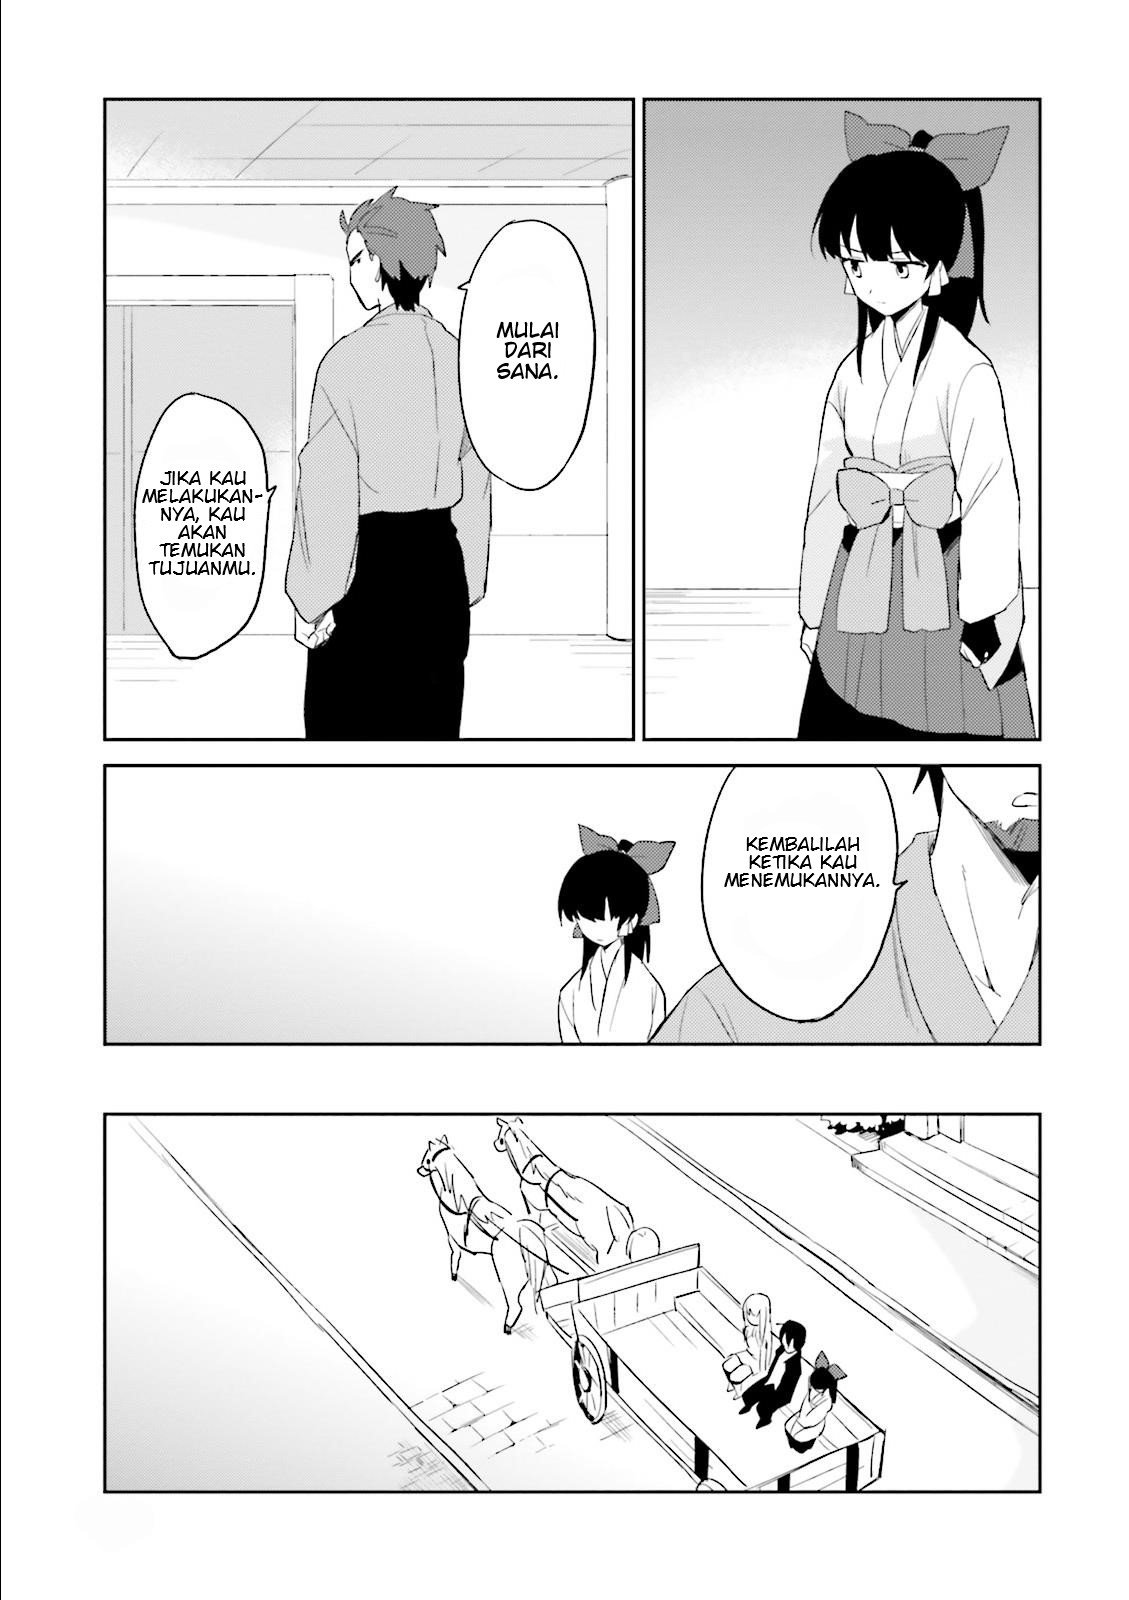 MULAI
DARI
SANA.
JIKA KAU
MELAKUKAN-
NYA, KAU
AKAN
TEMUKAN
TUJUANMU.
KEMBALILAH
KETIKA KAU
MENEMUKANNYA.